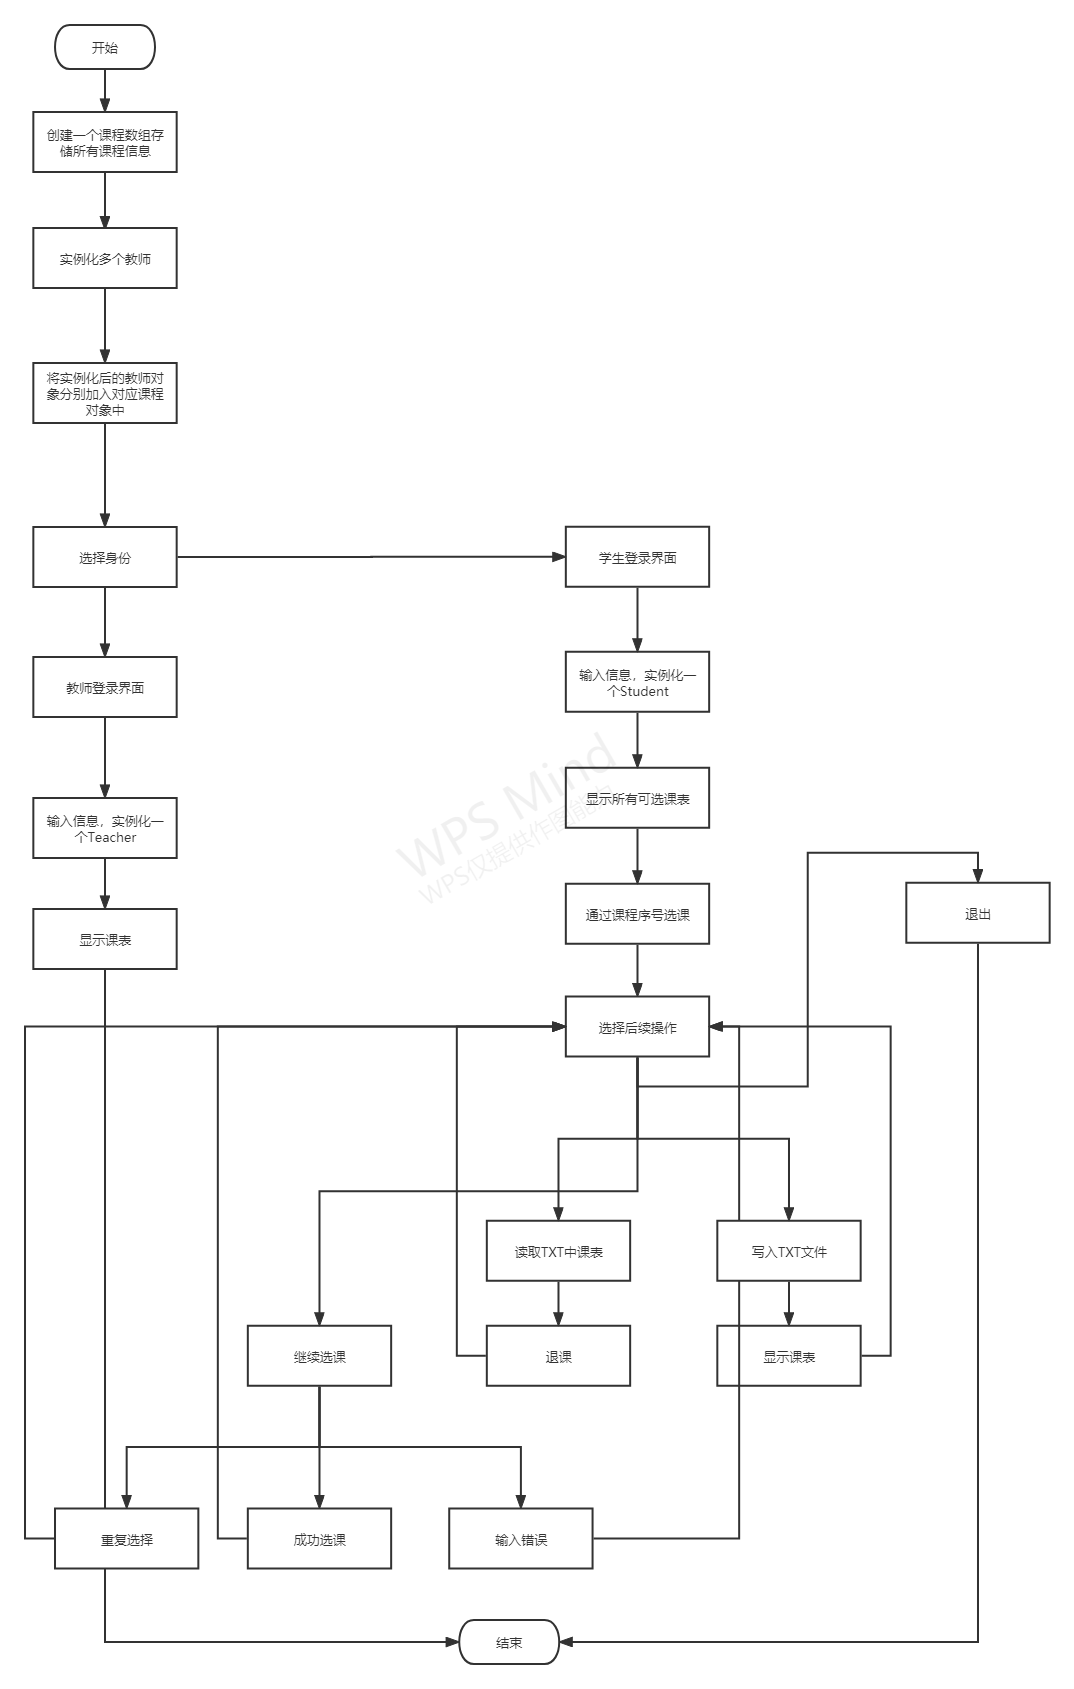 开始
创建一个课程数组存
储所有课程信息
实例化多个教师
将实例化后的教师对
象分别加入对应课程
对象中
选择身份
学生登录界面
教师登录界面
输入信息，实例化一
个Student
显示所有可选课表
输入信息，实例化一
个Teacher
WPS Mind
WPS仅提供作图能力
通过课程序号选课
退出
显示课表
选择后续操作
读取TXT中课表
写入TXT文件
继续选课
退课
显示课表
重复选择
成功选课
输入错误
结束